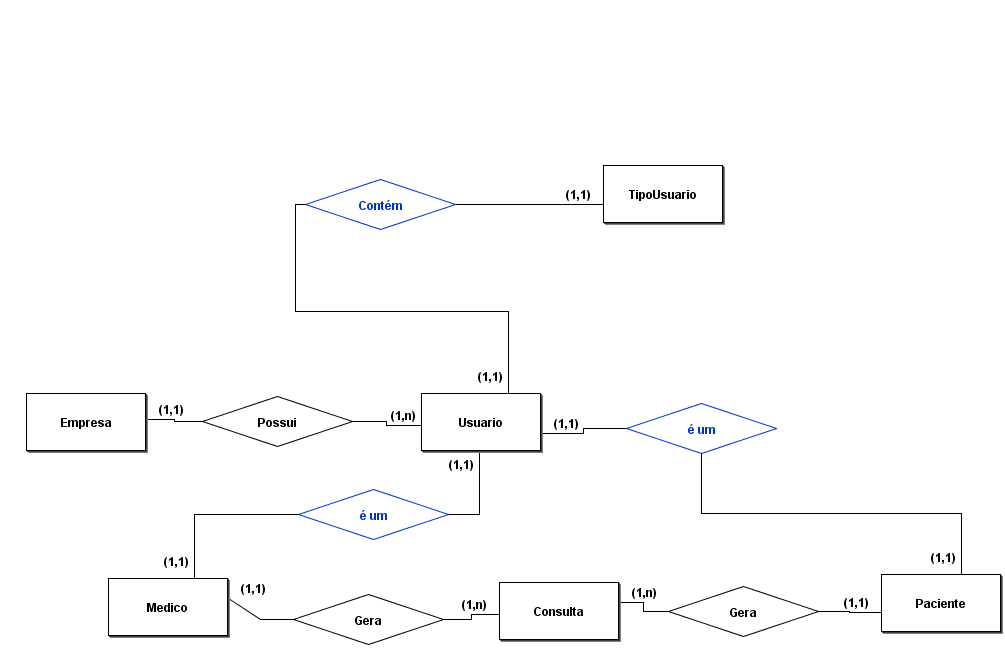 TipoUsuario
(1,1)
Contém
(1,1)
Empresa
(1,1)
Possui
(1,n)
Usuario
(1,1)
é um
(1,1)
é um
(1,1)
(1,1)
Medico
(1,1)
Gera
(1,n)
Consulta
(1,n)
Gera
(1,1)
Paciente